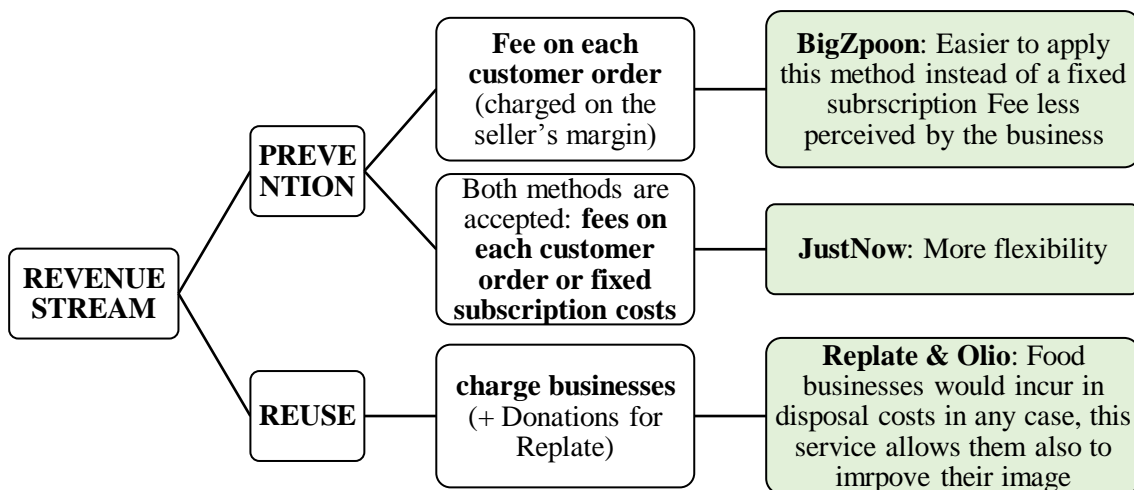 REVENUE
STREAM
PREVE
NTION
Fee on each
customer order
(charged on the
seller’s margin)
BigZpoon: Easier to apply
this method instead of a fixed
subrscription Fee less
perceived by the business
Both methods are
accepted: fees on
each customer
order or fixed
subscription costs
JustNow: More flexibility
REUSE
charge businesses
(+ Donations for
Replate)
Replate & Olio: Food
businesses would incur in
disposal costs in any case, this
service allows them also to
imrpove their image